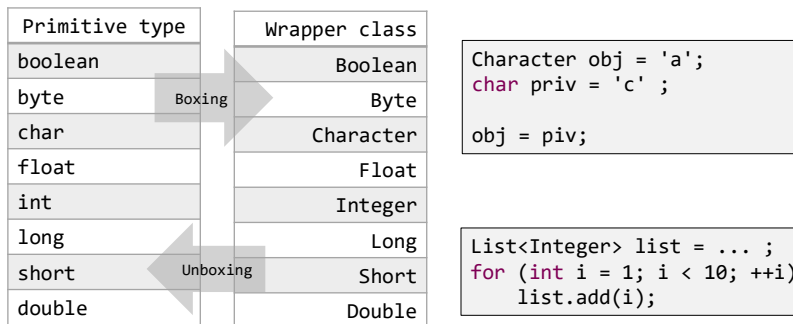 Primitive type
boolean
byte
char
float
int
long
short
double
Boxing
Unboxing
Wrapper class
Boolean
Byte
Character
Float
Integer
Long
Short
Double
Character obj = 'a';
char priv = 'c' ;
obj = piv;
List<Integer> list = ... ;
for (int i = 1; i < 10; ++i)
    list.add(i);